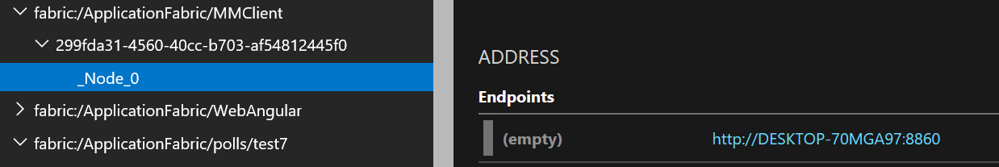 fabric:/ApplicationFabric/MMClient
299fda31-4560-40cc-b703-af54812445f0
_Node_0
fabric:/ApplicationFabric/WebAngular
fabric:/ApplicationFabric/polls/test7
ADDRESS
Endpoints
(empty) http://DESKTOP-70MGA97:8860